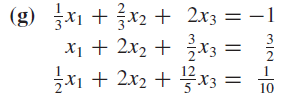 (g) 1/3x₁ + 2/3x₂ + 2x3 = −1
x₁ + 2x₂ + 3/2x₃ = 3/2
1/2x₁ + 2x₂ + 12/5x₃ = 1/10